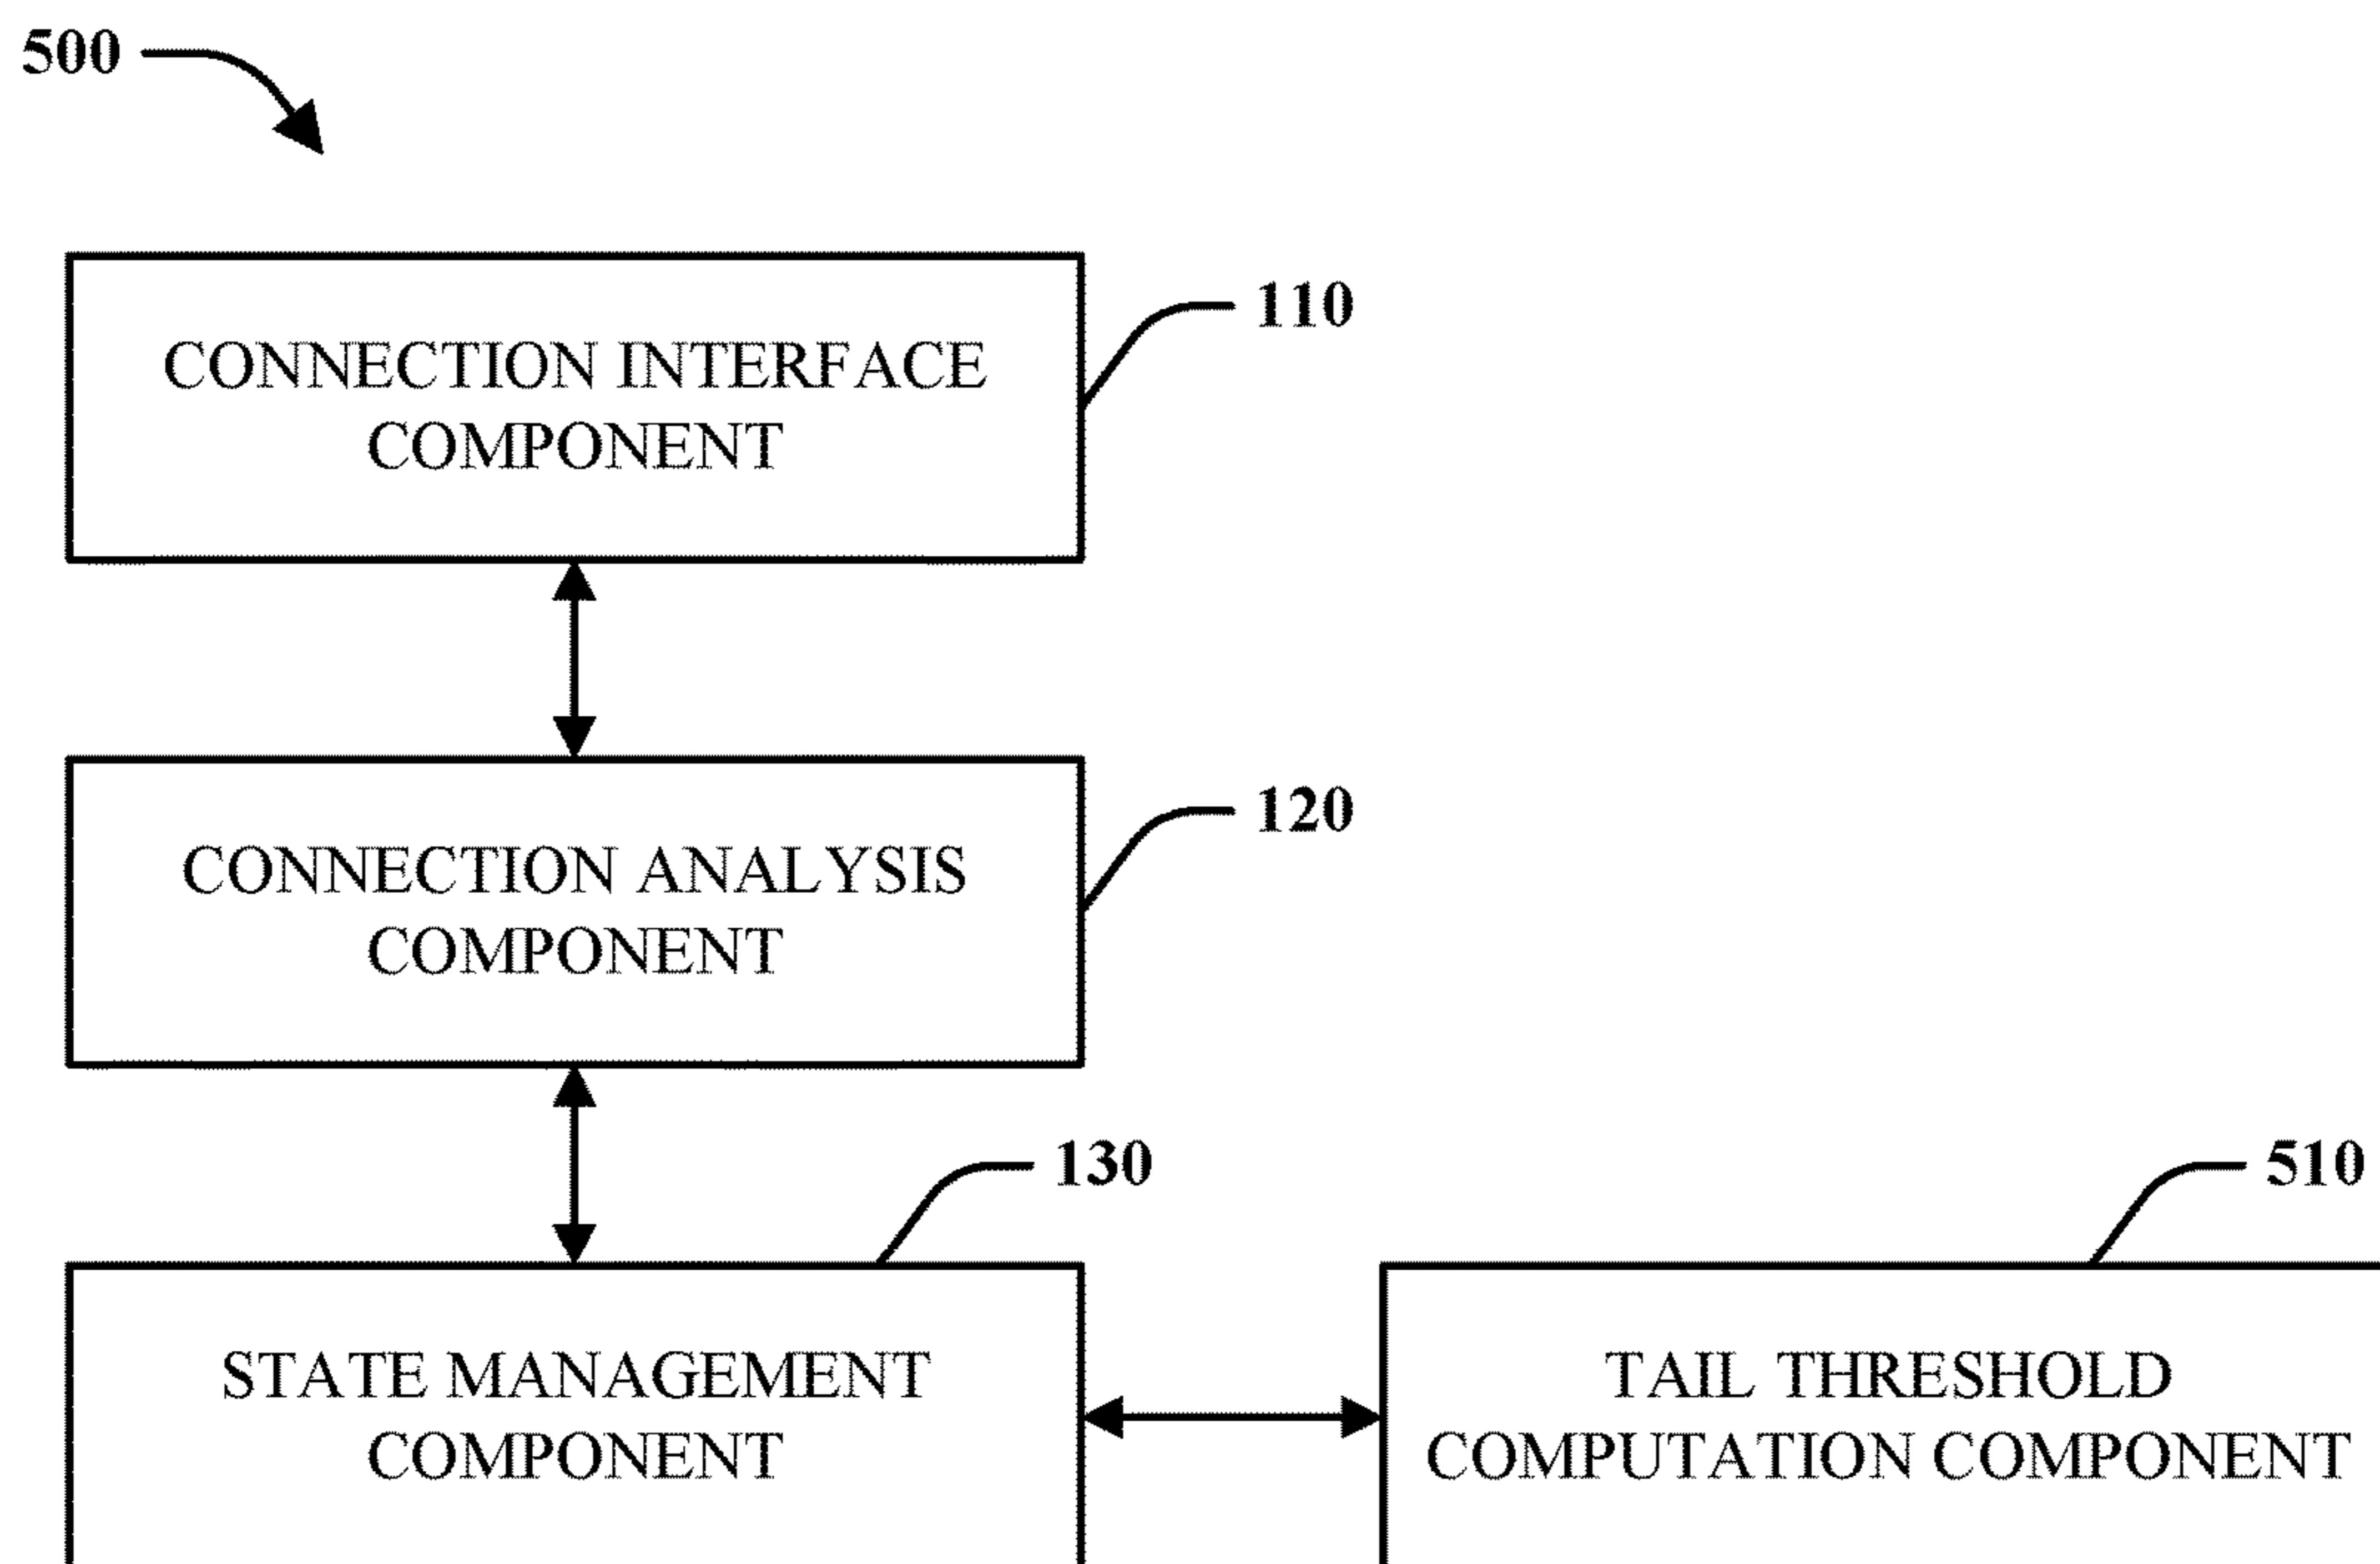 500
CONNECTION INTERFACE
COMPONENT
110
CONNECTION ANALYSIS
COMPONENT
120
130
STATE MANAGEMENT
COMPONENT
510
TAIL THRESHOLD
COMPUTATION COMPONENT